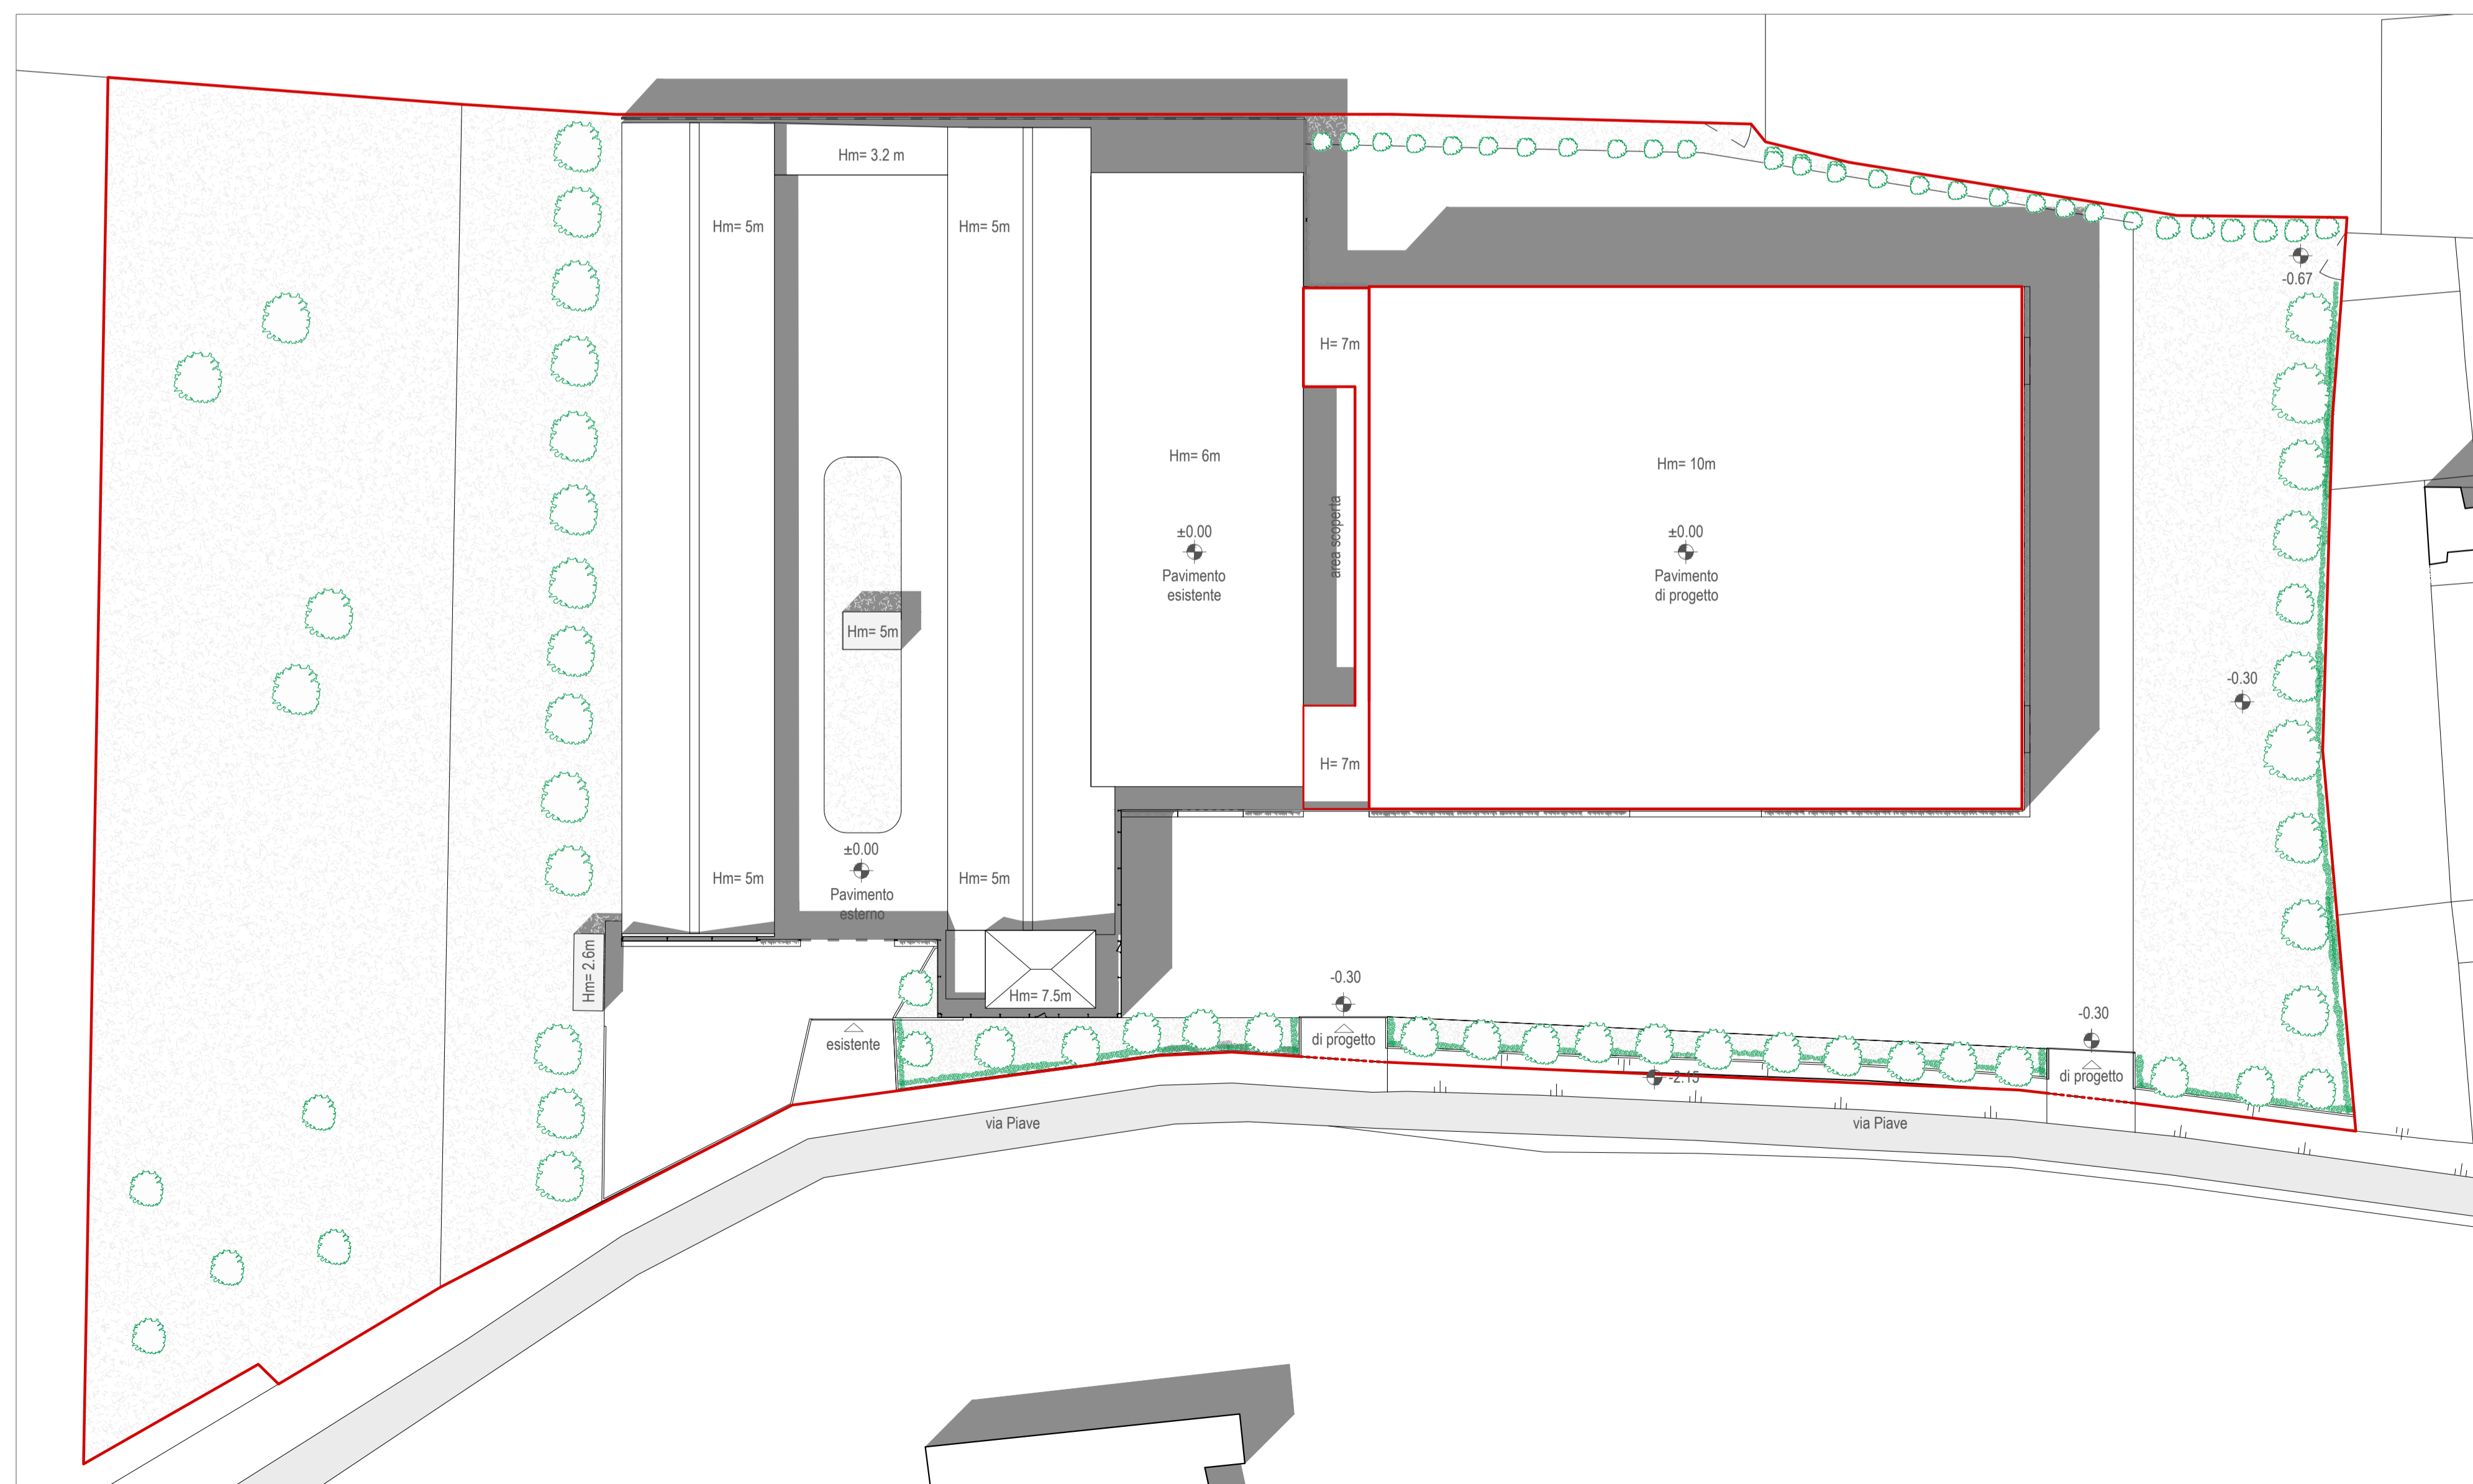 Hm= 3.2 m
Hm= 5m
Hm= 5m
-0.67
H= 7m
Hm= 6m
Hm= 10m
area scoperta
±0.00
Pavimento
esistente
±0.00
Pavimento
di progetto
Hm= 5m
-0.30
H= 7m
±0.00
Pavimento
esterno
Hm= 5m
Hm= 5m
Hm= 2.6m
Hm= 7.5m
-0.30
-0.30
esistente
di progetto
di progetto
-2.15
via Piave
via Piave